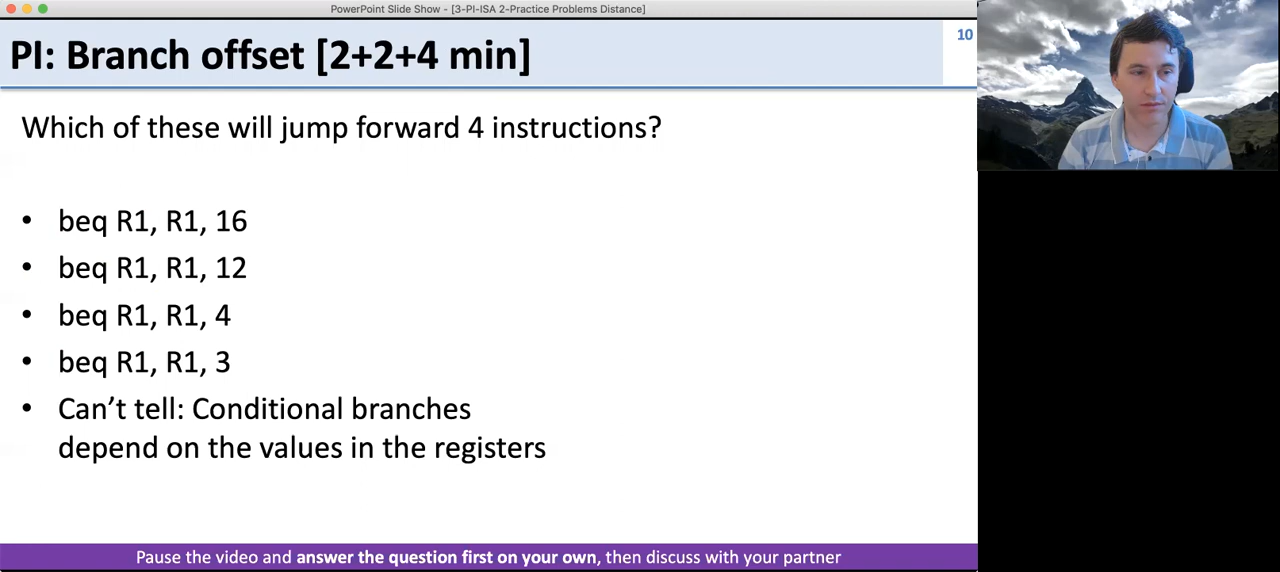 PowerPoint Slide Show - [3-PI-ISA 2-Practice Problems Distance]
PI: Branch offset [2+2+4 min]
10
Which of these will jump forward 4 instructions?
• beq R1, R1, 16
• beq R1, R1, 12
• beq R1, R1, 4
• beq R1, R1, 3
• Can’t tell: Conditional branches
depend on the values in the registers
Pause the video and answer the question first on your own, then discuss with your partner